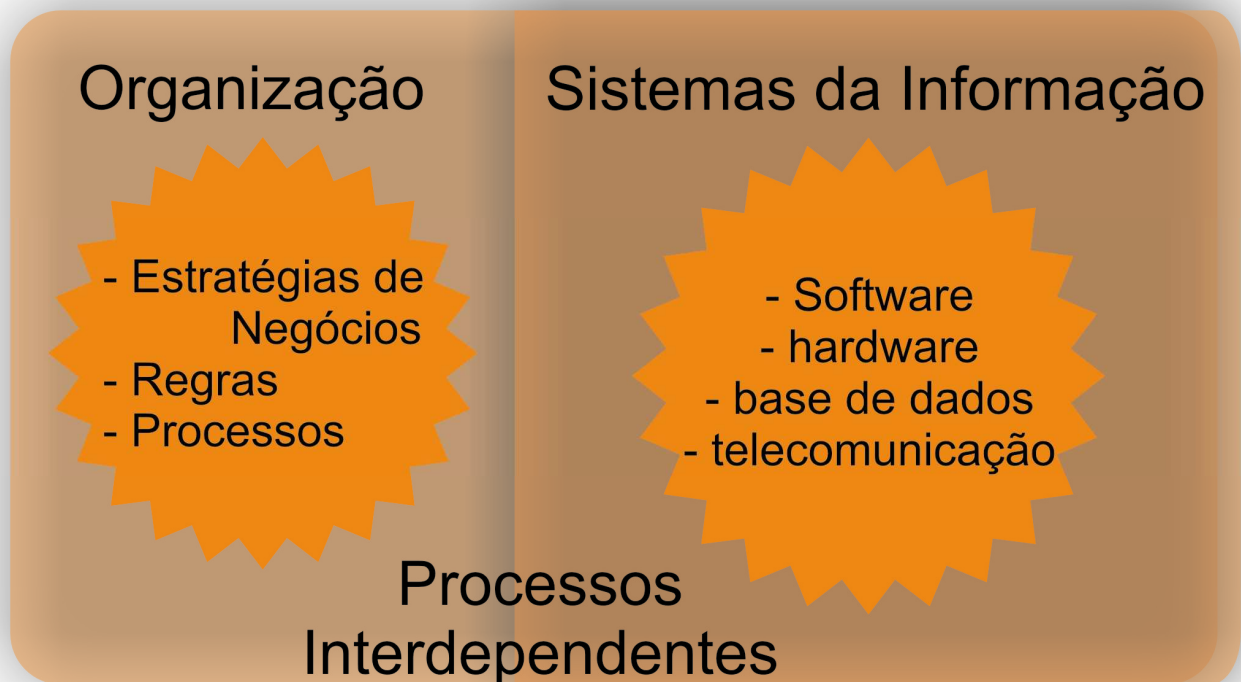 Organização
- Estratégias de
Negócios
- Regras
- Processos
Sistemas da Informação
- Software
- hardware
- base de dados
- telecomunicação
Processos
Interdependentes